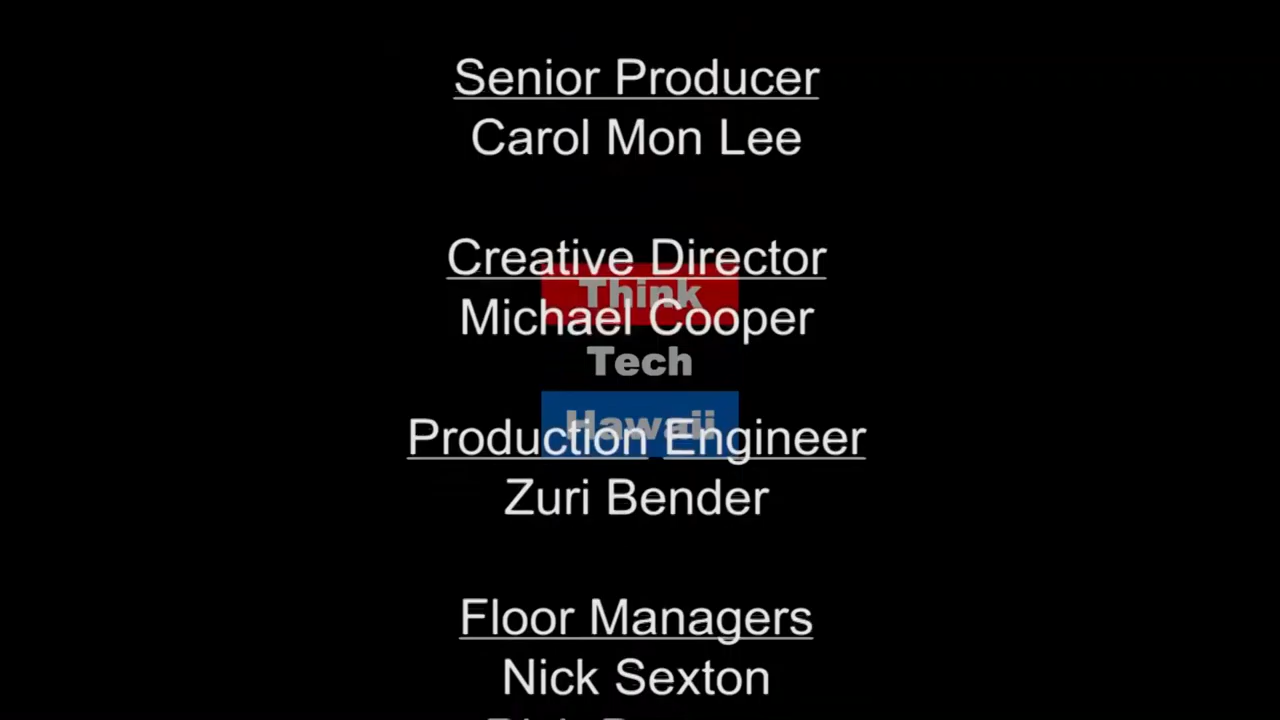 Senior Producer
Carol Mon Lee
Creative Director
Think
Michael Cooper
Tech
Hawaii
Production Engineer
Zuri Bender
Floor Managers
Nick Sexton